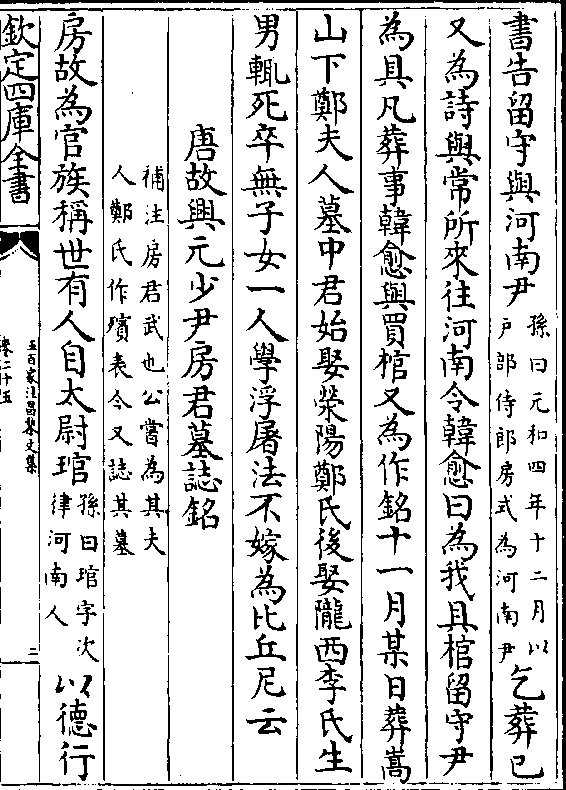 書告留守與河南尹孫曰元和四年十二月以戶部侍郎房式為河南尹乞葬已
又為詩與常所來往河南令韓愈曰為我具棺留守尹
為具凡葬事韓愈與買棺又為作銘十一月某日葬嵩
山下鄭夫人墓中君始娶滎陽鄭氏後娶隴西李氏生
男輒死卒無子女一人學浮屠法不嫁為比丘尼云
唐故興元少尹房君墓誌銘
補注房君武也公嘗為其夫
人鄭氏作殯表今又誌其墓
房故為官族稱世有人自太尉琯孫曰琯字次律河南人以德行
欽定四庫全書
五百家注昌黎文集
卷二十五
三